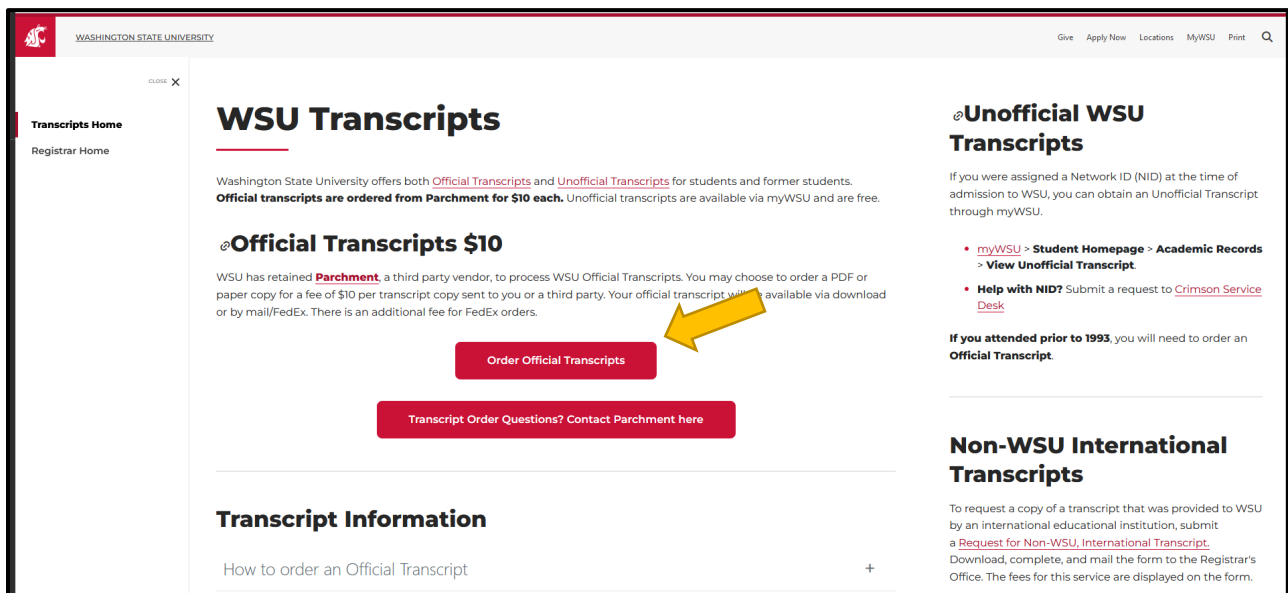 WASHINGTON STATE UNIVERSITY
Give Apply Now Locations MyWSU Print
CLOSE
Transcripts Home
Registrar Home
WSU Transcripts
Washington State University offers both Official Transcripts and Unofficial Transcripts for students and former students.
Official transcripts are ordered from Parchment for $10 each. Unofficial transcripts are available via myWSU and are free.
Official Transcripts $10
WSU has retained Parchment, a third party vendor, to process WSU Official Transcripts. You may choose to order a PDF or
paper copy for a fee of $10 per transcript copy sent to you or a third party. Your official transcript will be available via download
or by mail/FedEx. There is an additional fee for FedEx orders.
Order Official Transcripts
Transcript Order Questions? Contact Parchment here
Transcript Information
How to order an Official Transcript +
Unofficial WSU
Transcripts
If you were assigned a Network ID (NID) at the time of
admission to WSU, you can obtain an Unofficial Transcript
through myWSU.
• myWSU > Student Homepage > Academic Records
> View Unofficial Transcript.
• Help with NID? Submit a request to Crimson Service
Desk
If you attended prior to 1993, you will need to order an
Official Transcript.
Non-WSU International
Transcripts
To request a copy of a transcript that was provided to WSU
by an international educational institution, submit
a Request for Non-WSU, International Transcript.
Download, complete, and mail the form to the Registrar's
Office. The fees for this service are displayed on the form.